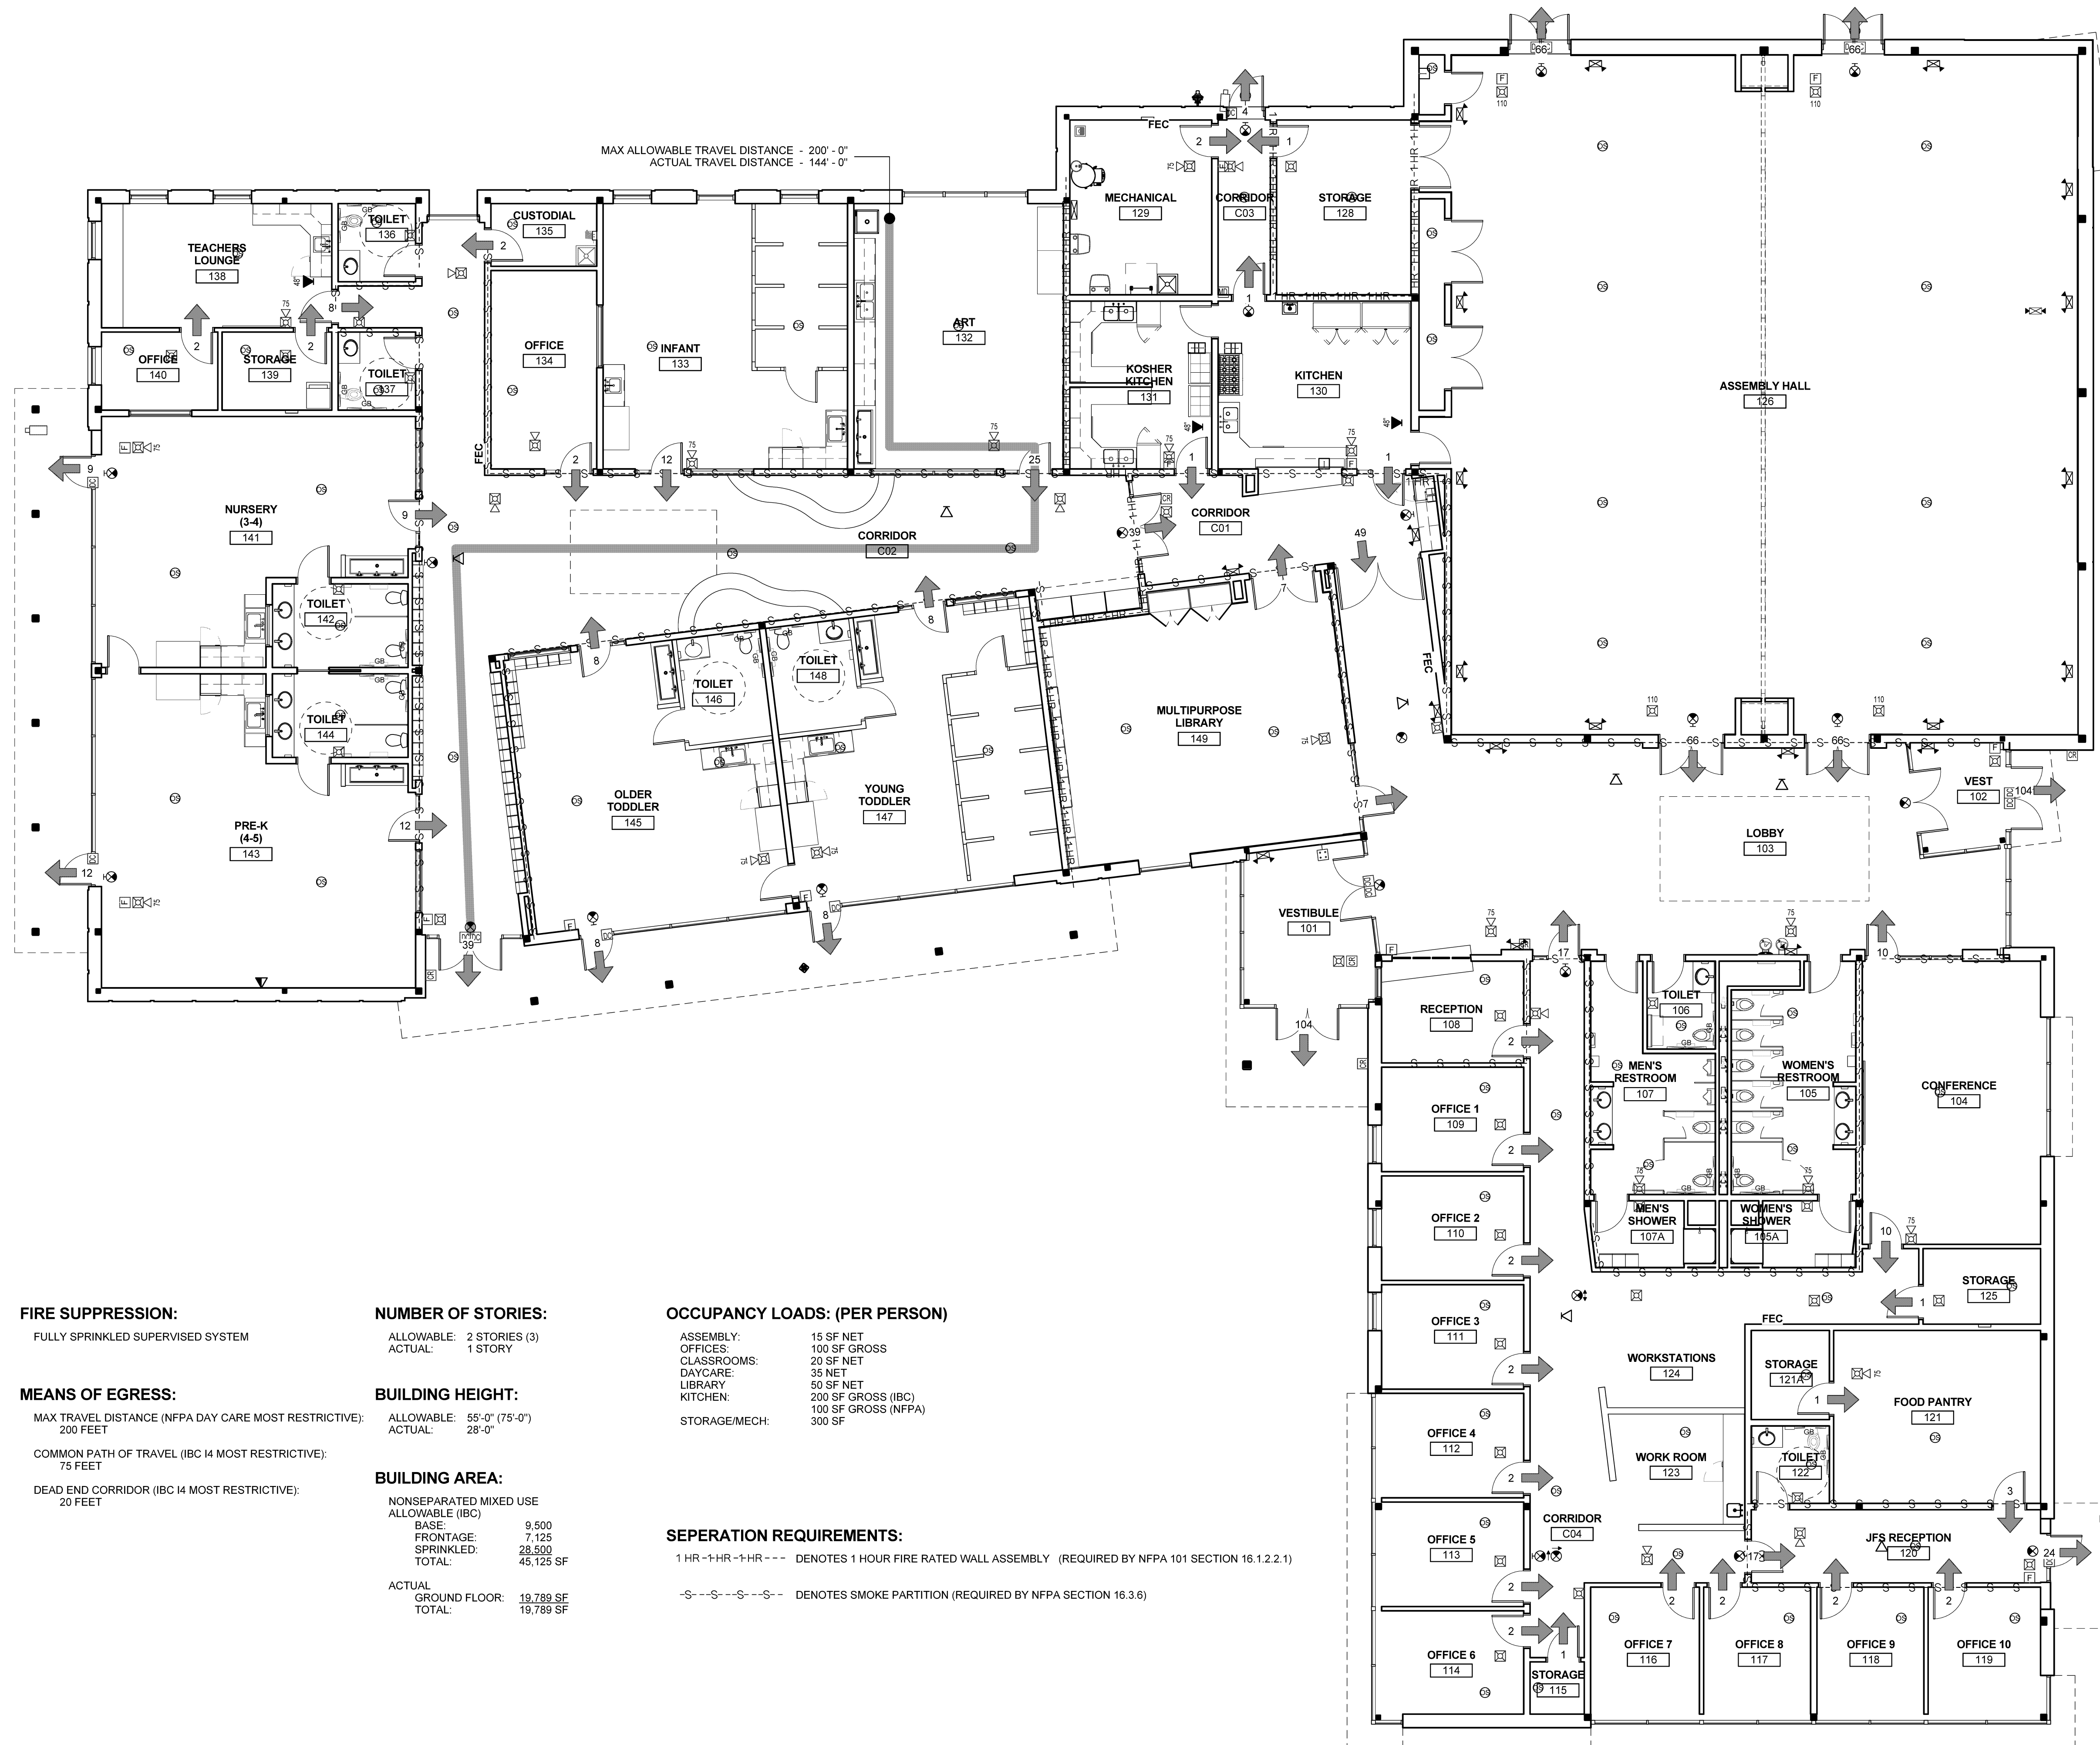 MAX ALLOWABLE TRAVEL DISTANCE - 200' - 0"
ACTUAL TRAVEL DISTANCE - 144' - 0"
FEC
MECHANICAL
129
CORRIDOR
C03
STORAGE
128
TEACHERS
LOUNGE
138
TOILET
136
CUSTODIAL
135
OFFICE
140
STORAGE
139
TOILET
137
OFFICE
134
INFANT
133
ART
132
KOSHER
KITCHEN
131
KITCHEN
130
ASSEMBLY HALL
126
FEC
NURSERY
(3-4)
141
CORRIDOR
C02
CORRIDOR
C01
TOILET
142
TOILET
144
PRE-K
(4-5)
143
TOILET
146
TOILET
148
OLDER
TODDLER
145
YOUNG
TODDLER
147
MULTIPURPOSE
LIBRARY
149
FEC
VEST
102
LOBBY
103
VESTIBULE
101
RECEPTION
108
TOILET
106
MEN'S
RESTROOM
107
WOMEN'S
RESTROOM
105
CONFERENCE
104
OFFICE 1
109
OFFICE 2
110
MEN'S
SHOWER
107A
WOMEN'S
SHOWER
105A
STORAGE
125
OFFICE 3
111
FEC
WORKSTATIONS
124
STORAGE
121A
FOOD PANTRY
121
OFFICE 4
112
WORK ROOM
123
TOILET
122
OFFICE 5
113
CORRIDOR
C04
JFS RECEPTION
120
OFFICE 6
114
STORAGE
115
OFFICE 7
116
OFFICE 8
117
OFFICE 9
118
OFFICE 10
119
FIRE SUPPRESSION:
FULLY SPRINKLED SUPERVISED SYSTEM
MEANS OF EGRESS:
MAX TRAVEL DISTANCE (NFPA DAY CARE MOST RESTRICTIVE):
200 FEET
COMMON PATH OF TRAVEL (IBC I4 MOST RESTRICTIVE):
75 FEET
DEAD END CORRIDOR (IBC I4 MOST RESTRICTIVE):
20 FEET
NUMBER OF STORIES:
ALLOWABLE: 2 STORIES (3)
ACTUAL: 1 STORY
BUILDING HEIGHT:
ALLOWABLE: 55'-0" (75'-0")
ACTUAL: 28'-0"
BUILDING AREA:
NONSEPARATED MIXED USE
ALLOWABLE (IBC)
BASE: 9,500
FRONTAGE: 7,125
SPRINKLED: 28,500
TOTAL: 45,125 SF
ACTUAL
GROUND FLOOR: 19,789 SF
TOTAL: 19,789 SF
OCCUPANCY LOADS: (PER PERSON)
ASSEMBLY: 15 SF NET
OFFICES: 100 SF GROSS
CLASSROOMS: 20 SF NET
DAYCARE: 35 NET
LIBRARY 50 SF NET
KITCHEN: 200 SF GROSS (IBC)
100 SF GROSS (NFPA)
STORAGE/MECH: 300 SF
SEPERATION REQUIREMENTS:
1 HR -1-HR -1-HR - - - DENOTES 1 HOUR FIRE RATED WALL ASSEMBLY (REQUIRED BY NFPA 101 SECTION 16.1.2.2.1)
-S- - -S- - -S- - -S- - DENOTES SMOKE PARTITION (REQUIRED BY NFPA SECTION 16.3.6)